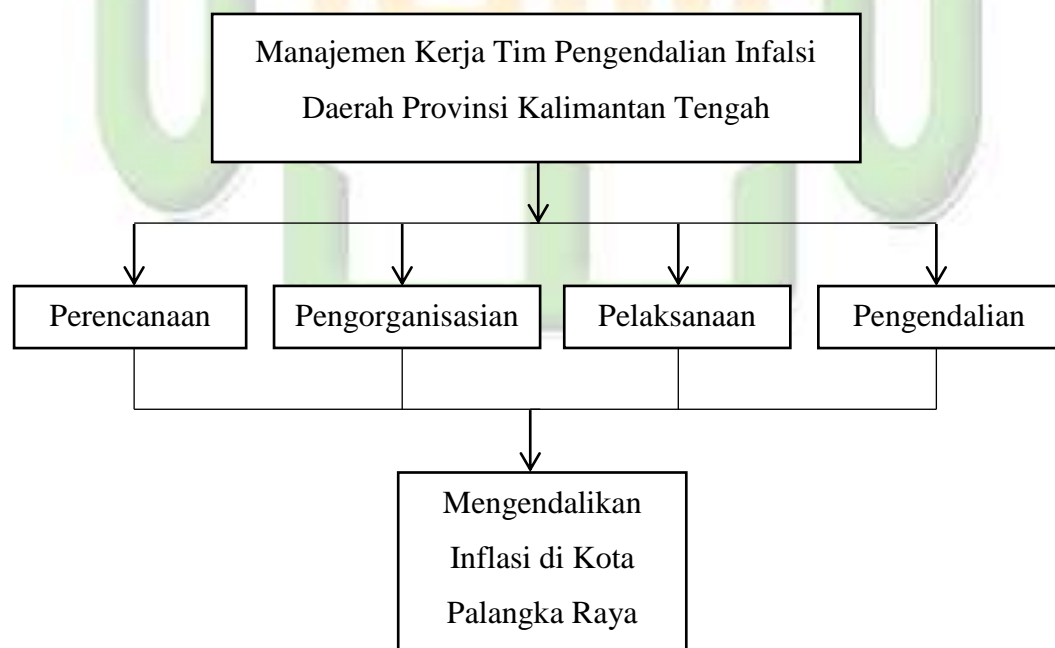 Manajemen Kerja Tim Pengendalian Infalsi
Daerah Provinsi Kalimantan Tengah
Perencanaan
Pengorganisasian
Pelaksanaan
Pengendalian
Mengendalikan
Inflasi di Kota
Palangka Raya